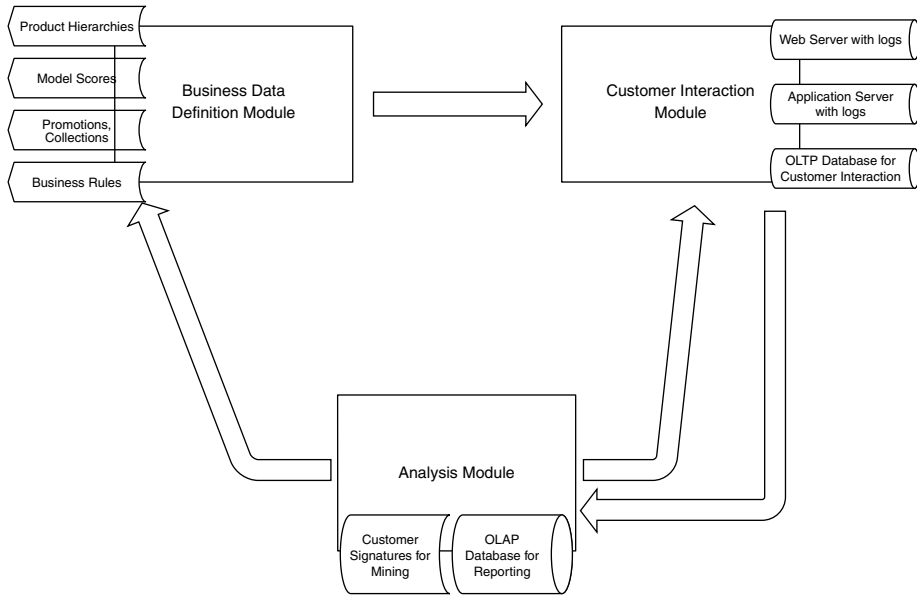 Product Hierarchies
Model Scores
Promotions,
Collections
Business Rules
Business Data
Definition Module
Customer Interaction
Module
Web Server with logs
Application Server
with logs
OLTP Database for
Customer Interaction
Analysis Module
Customer
Signatures for
Mining
OLAP
Database for
Reporting